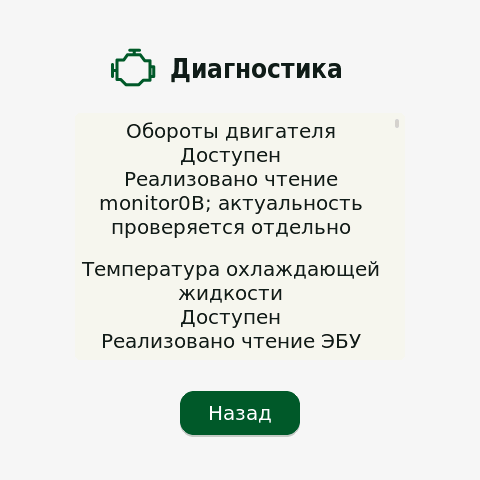 Диагностика
Обороты двигателя
Доступен
Реализовано чтение
monitor0B; актуальность
проверяется отдельно
Температура охлаждающей
жидкости
Доступен
Реализовано чтение ЭБУ
Назад